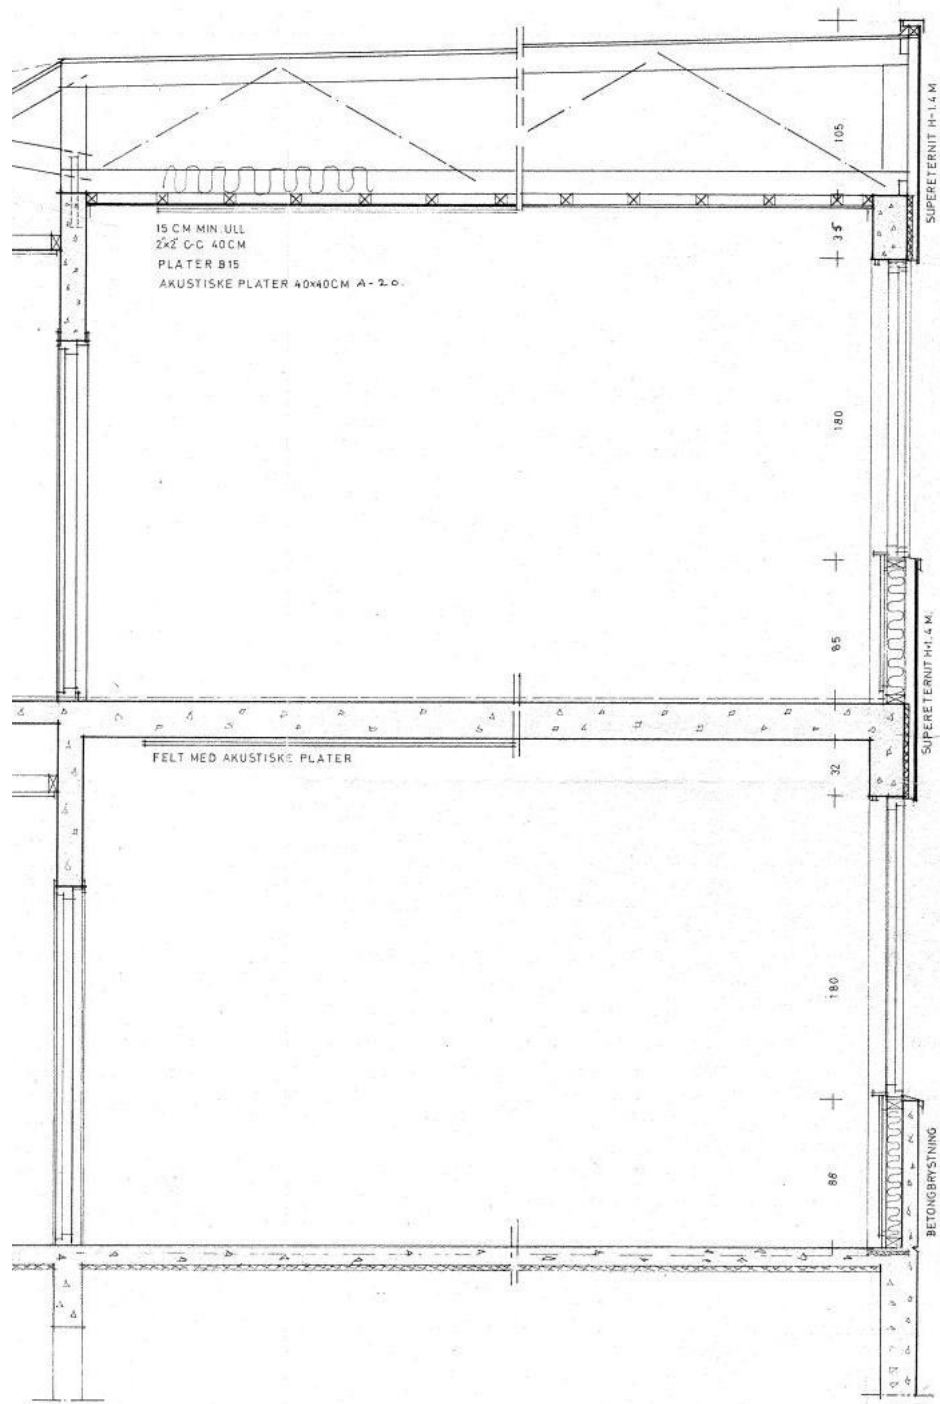 15 CM MIN. ULL
2"x2" C-C 40CM
PLATER B15
AKUSTISKE PLATER 40x40CM A-20.
SUPERETERNIT H=1.4 M
105
35
180
85
SUPERETERNIT H=1.4 M.
FELT MED AKUSTISKE PLATER
32
180
88
BETONGBRYSTNING